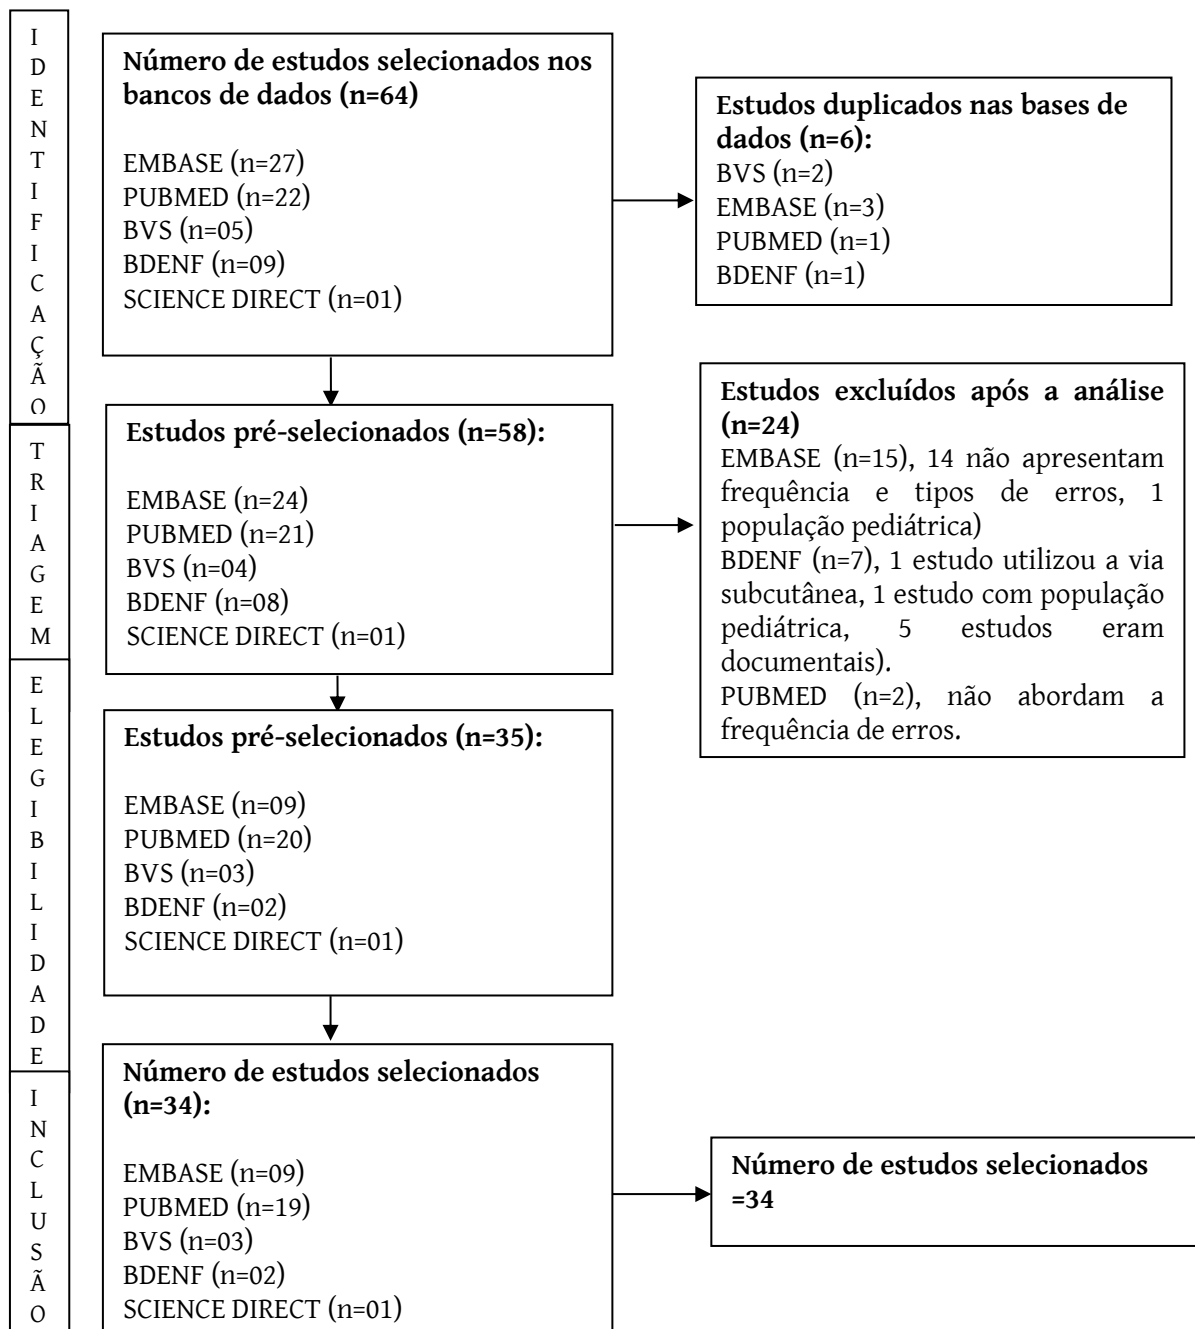 IDENTIFICAÇÃO
Número de estudos selecionados nos
bancos de dados (n=64)
EMBASE (n=27)
PUBMED (n=22)
BVS (n=05)
BDENF (n=09)
SCIENCE DIRECT (n=01)
Estudos duplicados nas bases de
dados (n=6):
BVS (n=2)
EMBASE (n=3)
PUBMED (n=1)
BDENF (n=1)
TRIAGEM
Estudos pré-selecionados (n=58):
EMBASE (n=24)
PUBMED (n=21)
BVS (n=04)
BDENF (n=08)
SCIENCE DIRECT (n=01)
Estudos excluídos após a análise
(n=24)
EMBASE (n=15), 14 não apresentam
frequência e tipos de erros, 1
população pediátrica)
BDENF (n=7), 1 estudo utilizou a via
subcutânea, 1 estudo com população
pediátrica, 5 estudos eram
documentais).
PUBMED (n=2), não abordam a
frequência de erros.
ELEGIBILIDADE
Estudos pré-selecionados (n=35):
EMBASE (n=09)
PUBMED (n=20)
BVS (n=03)
BDENF (n=02)
SCIENCE DIRECT (n=01)
INCLUSÃO
Número de estudos selecionados
(n=34):
EMBASE (n=09)
PUBMED (n=19)
BVS (n=03)
BDENF (n=02)
SCIENCE DIRECT (n=01)
Número de estudos selecionados
=34